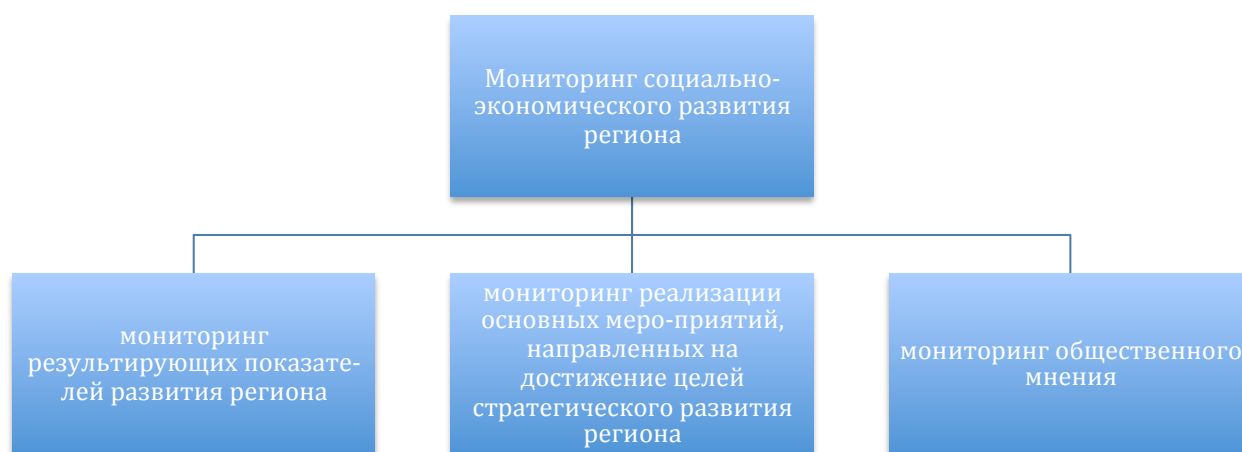 Мониторинг социально-
экономического развития
региона
мониторинг
результирующих показате-
лей развития региона
мониторинг реализации
основных меро-приятий,
направленных на
достижение целей
стратегического развития
региона
мониторинг общественного
мнения